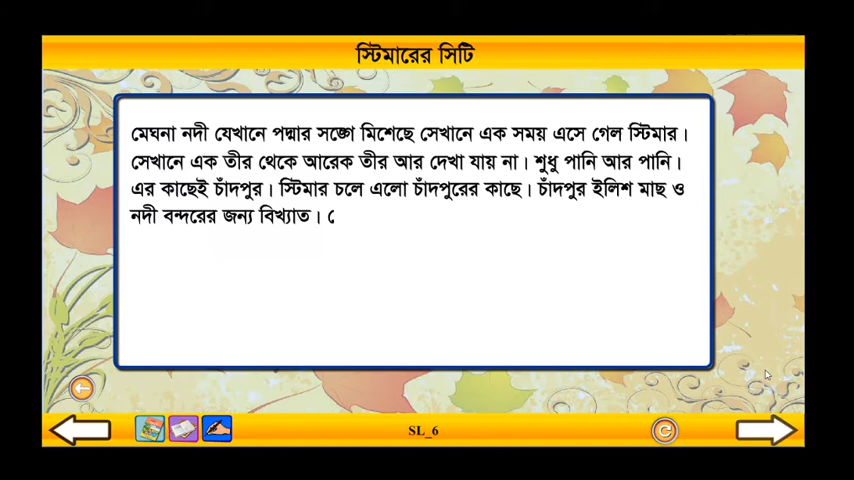 স্টিমারের সিটি
মেঘনা নদী যেখানে পদ্মার সঙ্গে মিশেছে সেখানে এক সময় এসে গেল স্টিমার।
সেখানে এক তীর থেকে আরেক তীর আর দেখা যায় না। শুধু পানি আর পানি।
এর কাছেই চাঁদপুর। স্টিমার চলে এলো চাঁদপুরের কাছে। চাঁদপুর ইলিশ মাছ ও
নদী বন্দরের জন্য বিখ্যাত। ে
SL_6